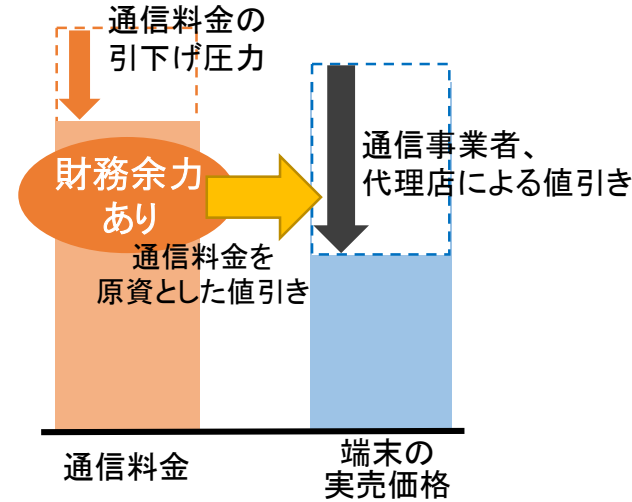 通信料金の
引下げ圧力
財務余力
あり
通信料金を
原資とした値引き
通信事業者、
代理店による値引き
通信料金
端末の
実売価格